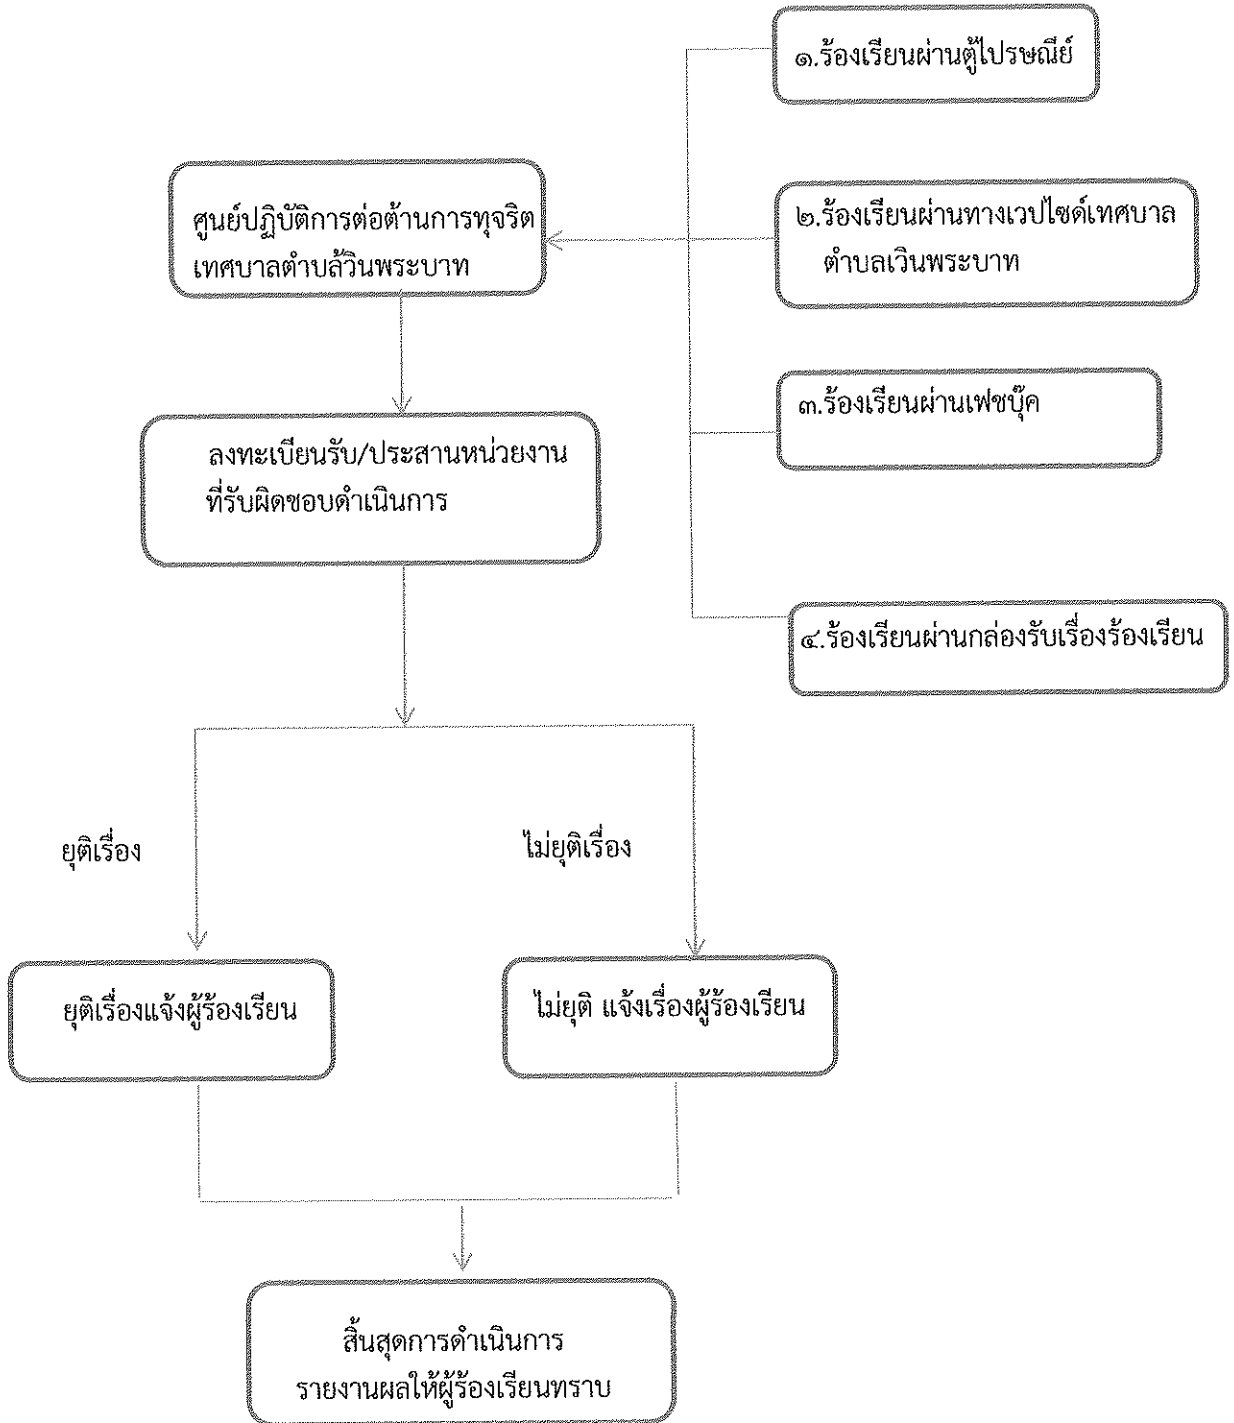 ๑.ร้องเรียนผ่านตู้ไปรษณีย์
ศูนย์ปฏิบัติการต่อต้านการทุจริต
เทศบาลตำบล้วินพระบาท
๒.ร้องเรียนผ่านทางเวปไซด์เทศบาล
ตำบลเวินพระบาท
๓.ร้องเรียนผ่านเฟชบุ๊ค
ลงทะเบียนรับ/ประสานหน่วยงาน
ที่รับผิดชอบดำเนินการ
๔.ร้องเรียนผ่านกล่องรับเรื่องร้องเรียน
ยุติเรื่อง
ไม่ยุติเรื่อง
ยุติเรื่องแจ้งผู้ร้องเรียน
ไม่ยุติ แจ้งเรื่องผู้ร้องเรียน
สิ้นสุดการดำเนินการ
รายงานผลให้ผู้ร้องเรียนทราบ